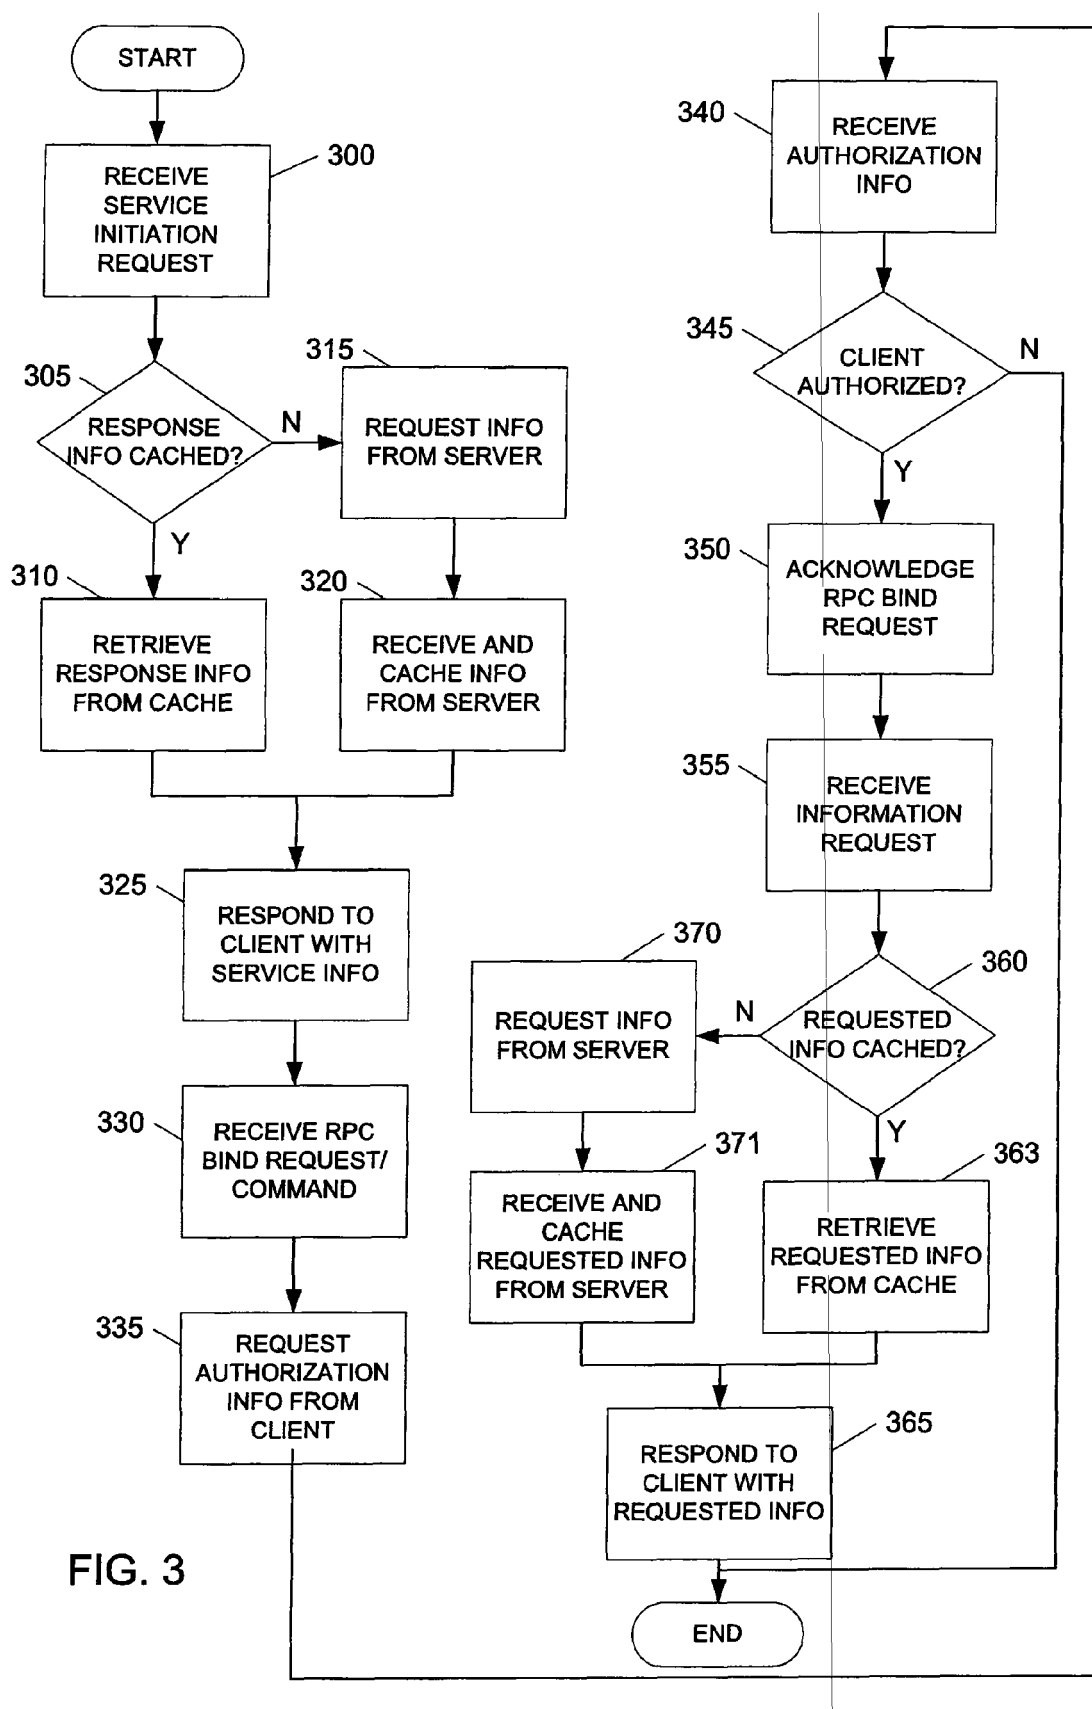 START
300
RECEIVE
SERVICE
INITIATION
REQUEST
305
RESPONSE
INFO CACHED?
N
Y
315
REQUEST INFO
FROM SERVER
310
RETRIEVE
RESPONSE INFO
FROM CACHE
320
RECEIVE AND
CACHE INFO
FROM SERVER
325
RESPOND TO
CLIENT WITH
SERVICE INFO
330
RECEIVE RPC
BIND REQUEST/
COMMAND
335
REQUEST
AUTHORIZATION
INFO FROM
CLIENT
340
RECEIVE
AUTHORIZATION
INFO
345
CLIENT
AUTHORIZED?
N
Y
350
ACKNOWLEDGE
RPC BIND
REQUEST
355
RECEIVE
INFORMATION
REQUEST
360
REQUESTED
INFO CACHED?
N
Y
370
REQUEST INFO
FROM SERVER
371
RECEIVE AND
CACHE
REQUESTED INFO
FROM SERVER
363
RETRIEVE
REQUESTED INFO
FROM CACHE
365
RESPOND TO
CLIENT WITH
REQUESTED INFO
END
FIG. 3